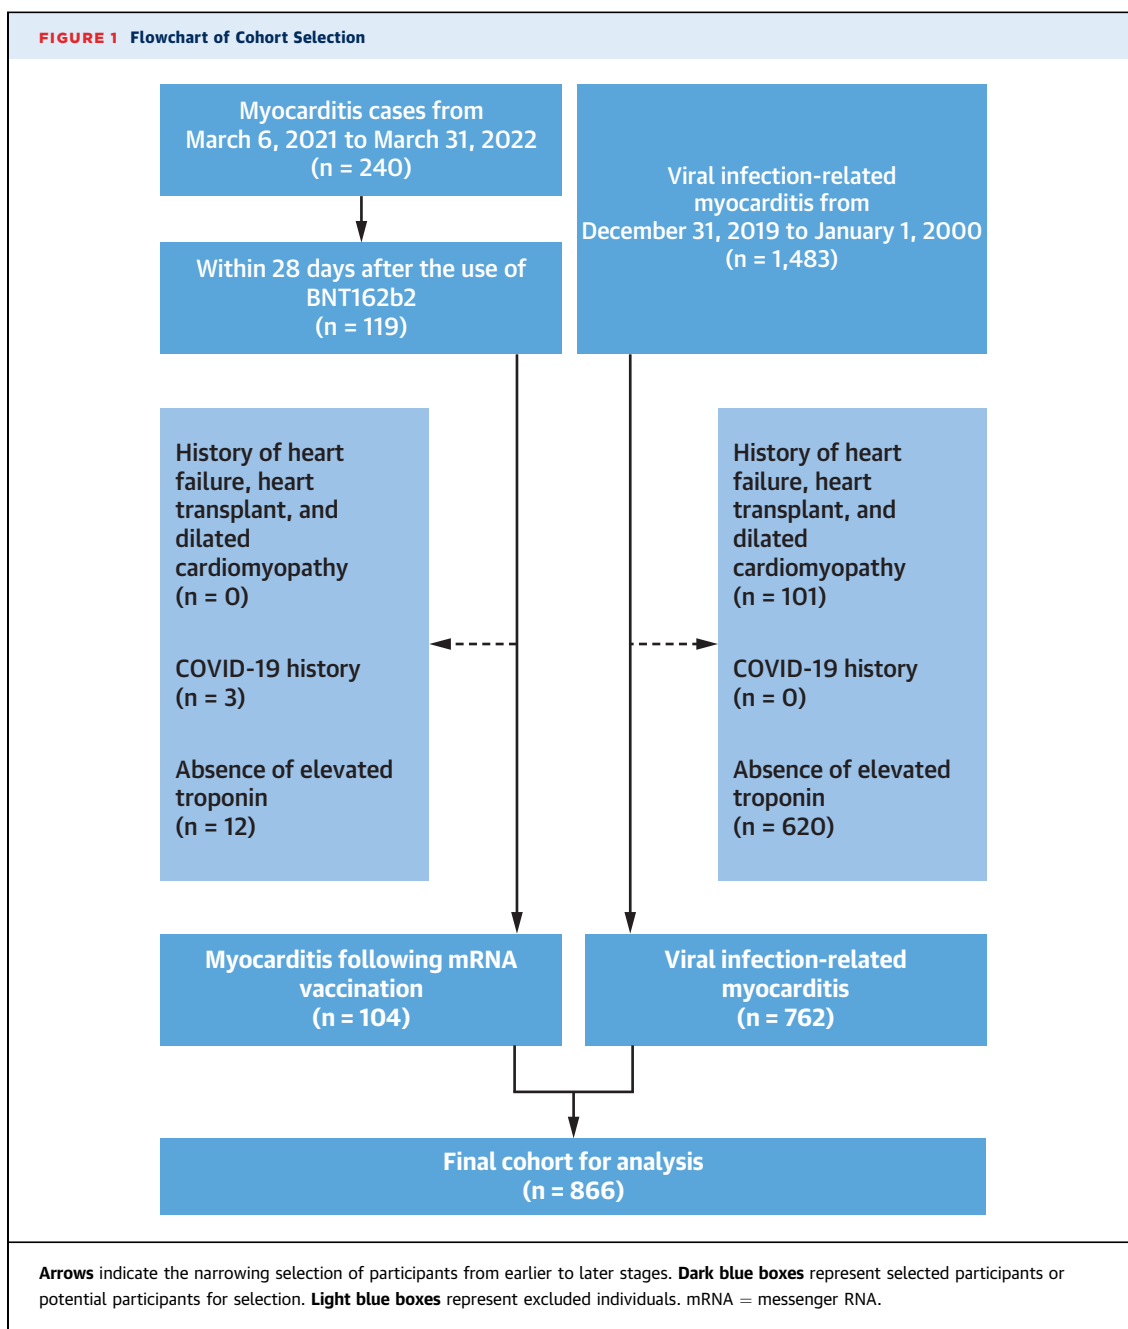 FIGURE 1 Flowchart of Cohort Selection
Myocarditis cases from
March 6, 2021 to March 31, 2022
(n = 240)
Viral infection-related
myocarditis from
December 31, 2019 to January 1, 2000
(n = 1,483)
Within 28 days after the use of
BNT162b2
(n = 119)
History of heart
failure, heart
transplant, and
dilated
cardiomyopathy
(n = 0)
COVID-19 history
(n = 3)
Absence of elevated
troponin
(n = 12)
History of heart
failure, heart
transplant, and
dilated
cardiomyopathy
(n = 101)
COVID-19 history
(n = 0)
Absence of elevated
troponin
(n = 620)
Myocarditis following mRNA
vaccination
(n = 104)
Viral infection-related
myocarditis
(n = 762)
Final cohort for analysis
(n = 866)
Arrows indicate the narrowing selection of participants from earlier to later stages. Dark blue boxes represent selected participants or
potential participants for selection. Light blue boxes represent excluded individuals. mRNA = messenger RNA.